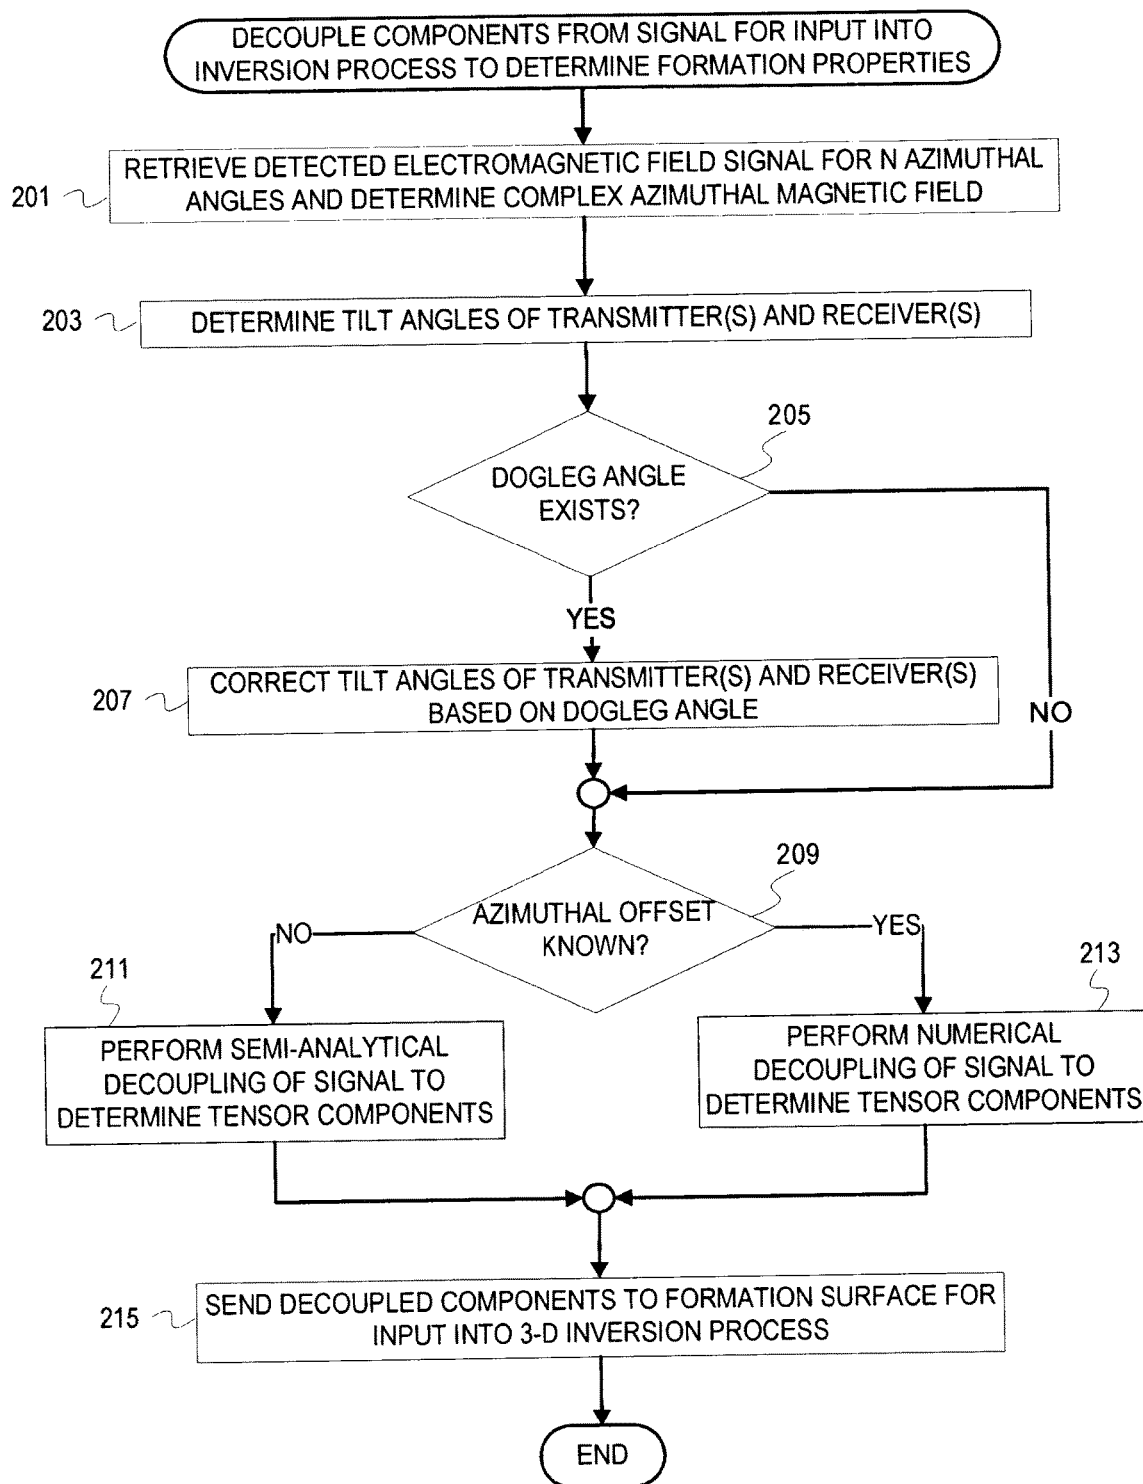 DECOUPLE COMPONENTS FROM SIGNAL FOR INPUT INTO
INVERSION PROCESS TO DETERMINE FORMATION PROPERTIES
201
RETRIEVE DETECTED ELECTROMAGNETIC FIELD SIGNAL FOR N AZIMUTHAL
ANGLES AND DETERMINE COMPLEX AZIMUTHAL MAGNETIC FIELD
203
DETERMINE TILT ANGLES OF TRANSMITTER(S) AND RECEIVER(S)
205
DOGLEG ANGLE
EXISTS?
YES
207
CORRECT TILT ANGLES OF TRANSMITTER(S) AND RECEIVER(S)
BASED ON DOGLEG ANGLE
NO
209
AZIMUTHAL OFFSET
KNOWN?
NO
YES
211
PERFORM SEMI-ANALYTICAL
DECOUPLING OF SIGNAL TO
DETERMINE TENSOR COMPONENTS
213
PERFORM NUMERICAL
DECOUPLING OF SIGNAL TO
DETERMINE TENSOR COMPONENTS
215
SEND DECOUPLED COMPONENTS TO FORMATION SURFACE FOR
INPUT INTO 3-D INVERSION PROCESS
END